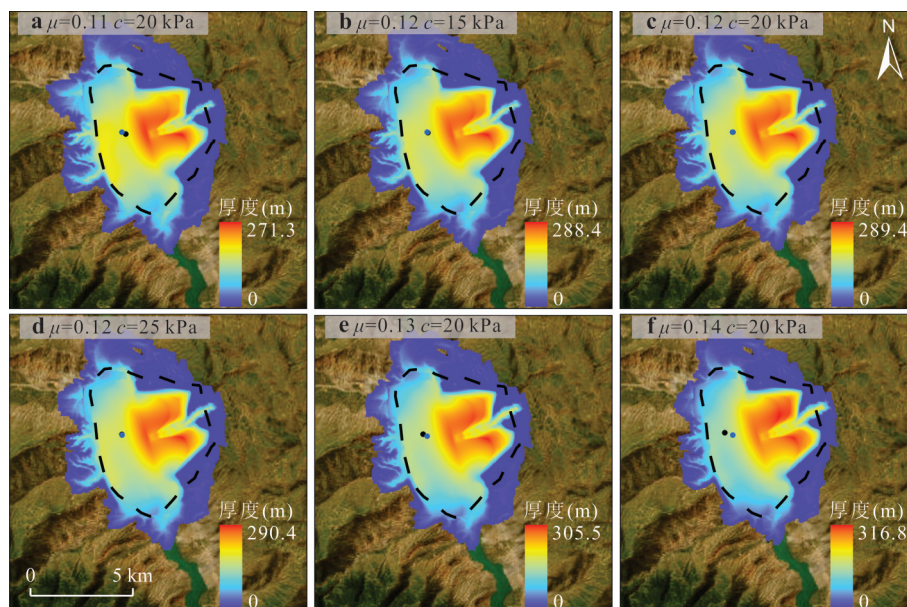 a μ=0.11 c=20 kPa
b μ=0.12 c=15 kPa
c μ=0.12 c=20 kPa
N
厚度(m)
271.3
0
厚度(m)
288.4
0
厚度(m)
289.4
0
d μ=0.12 c=25 kPa
e μ=0.13 c=20 kPa
f μ=0.14 c=20 kPa
厚度(m)
290.4
0
0 5 km
厚度(m)
305.5
0
厚度(m)
316.8
0